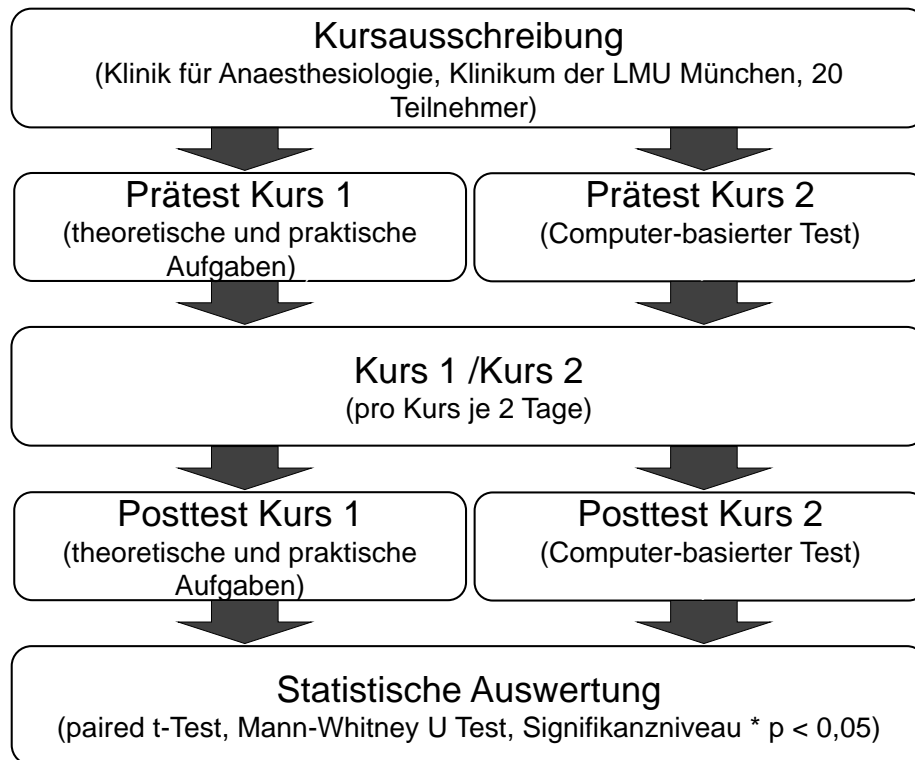 Kursausschreibung
(Klinik für Anaesthesiologie, Klinikum der LMU München, 20
Teilnehmer)
Prätest Kurs 1
(theoretische und praktische
Aufgaben)
Prätest Kurs 2
(Computer-basierter Test)
Kurs 1 /Kurs 2
(pro Kurs je 2 Tage)
Posttest Kurs 1
(theoretische und praktische
Aufgaben)
Posttest Kurs 2
(Computer-basierter Test)
Statistische Auswertung
(paired t-Test, Mann-Whitney U Test, Signifikanzniveau * p < 0,05)